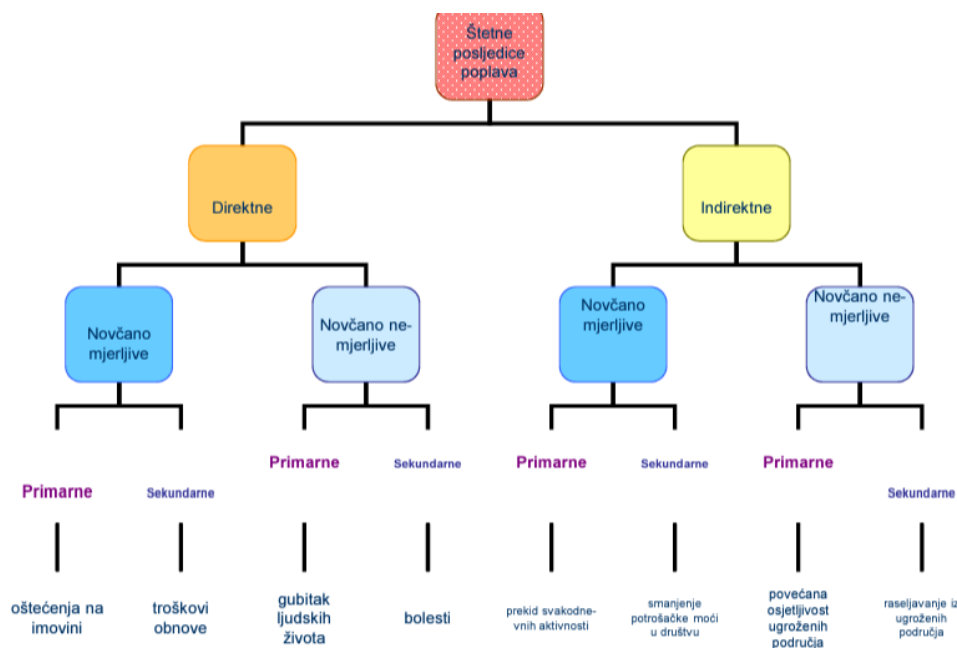 Štetne
posljedice
poplava
Direktne
Indirektne
Novčano
mjerljive
Novčano ne-
mjerljive
Novčano
mjerljive
Novčano ne-
mjerljive
Primarne
Sekundarne
Primarne
Sekundarne
Primarne
Sekundarne
Primarne
Sekundarne
oštećenja na
imovini
troškovi
obnove
gubitak
ljudskih
života
bolesti
prekid svakodne-
vnih aktivnosti
smanjenje
potrošačke moći
u društvu
povećana
osjetljivost
ugroženih
područja
raseljavanje iz
ugroženih
područja